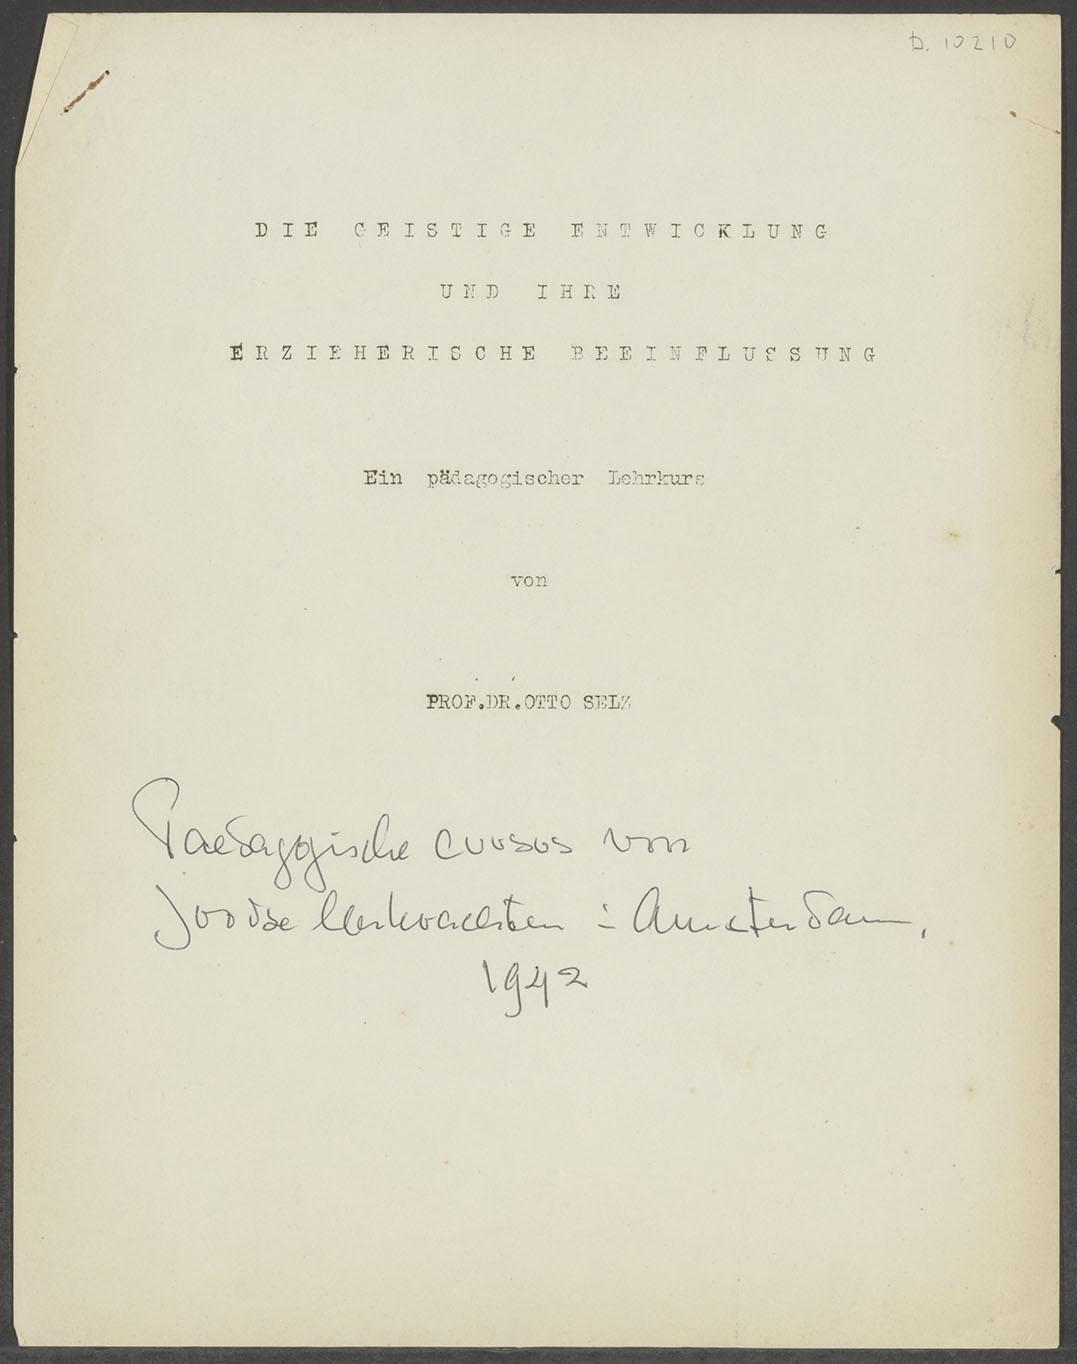 D. 10210
DIE GEISTIGE ENTWICKLUNG
UND IHRE
ERZIEHERISCHE BEEINFLUSSUNG
Ein pädagogischer Lehrkurs
von
PROF.DR.OTTO SELZ
Paedagogische cursus von
Joodse leerkrachten i Amsterdam,
1942